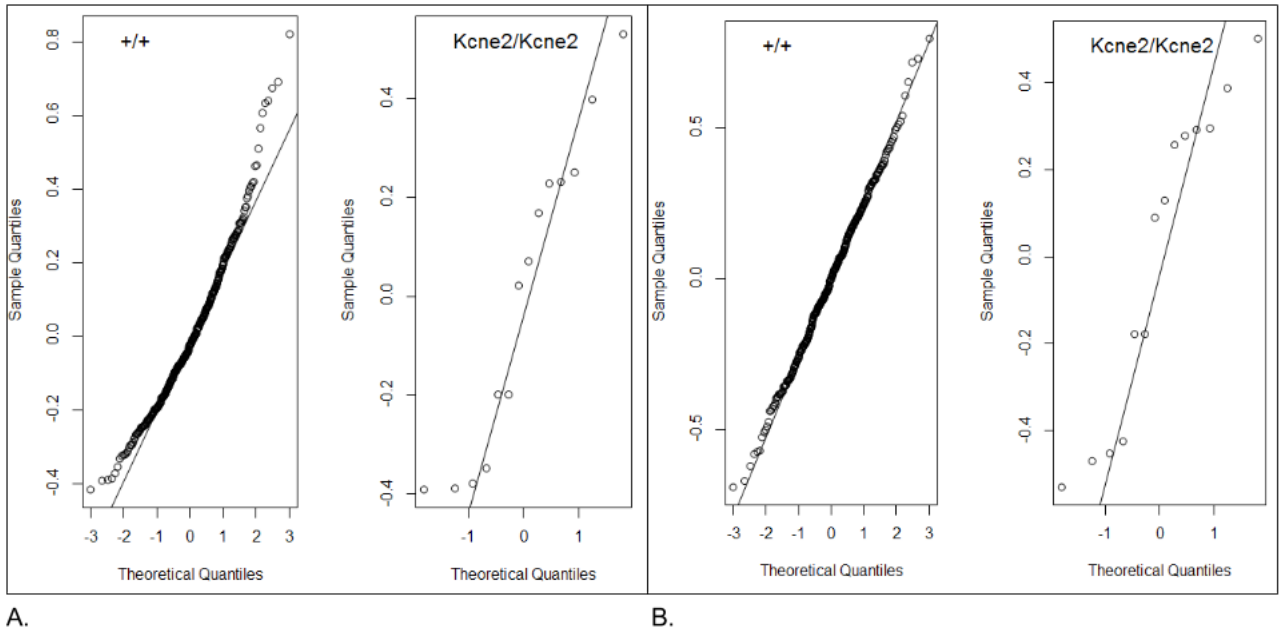 +/+
0.8
0.6
0.4
0.2
0.0
-0.2
-0.4
Sample Quantiles
-3 -2 -1 0 1 2 3
Theoretical Quantiles
Kcne2/Kcne2
0.4
0.2
0.0
-0.2
-0.4
Sample Quantiles
-1 0 1
Theoretical Quantiles
+/+
0.5
0.0
-0.5
Sample Quantiles
-3 -2 -1 0 1 2 3
Theoretical Quantiles
Kcne2/Kcne2
0.4
0.2
0.0
-0.2
-0.4
Sample Quantiles
-1 0 1
Theoretical Quantiles
A.
B.